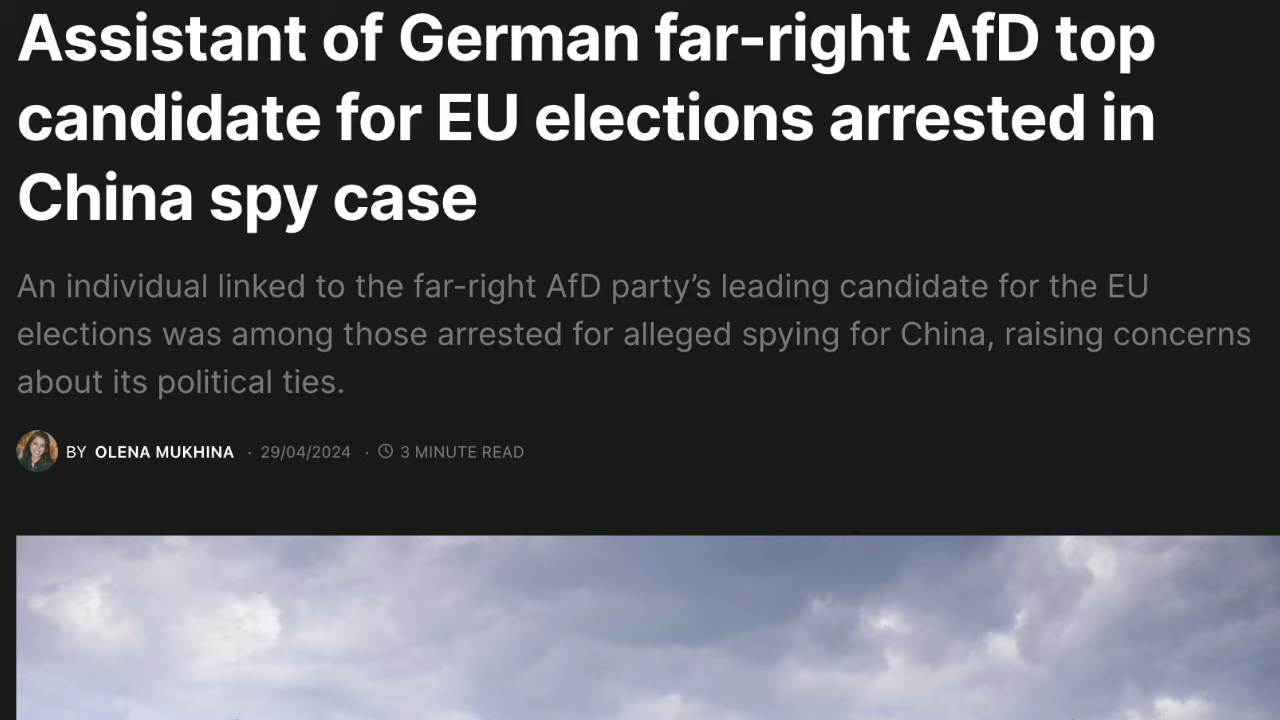 Assistant of German far-right AfD top
candidate for EU elections arrested in
China spy case
An individual linked to the far-right AfD party’s leading candidate for the EU
elections was among those arrested for alleged spying for China, raising concerns
about its political ties.
BY OLENA MUKHINA · 29/04/2024 · 3 MINUTE READ